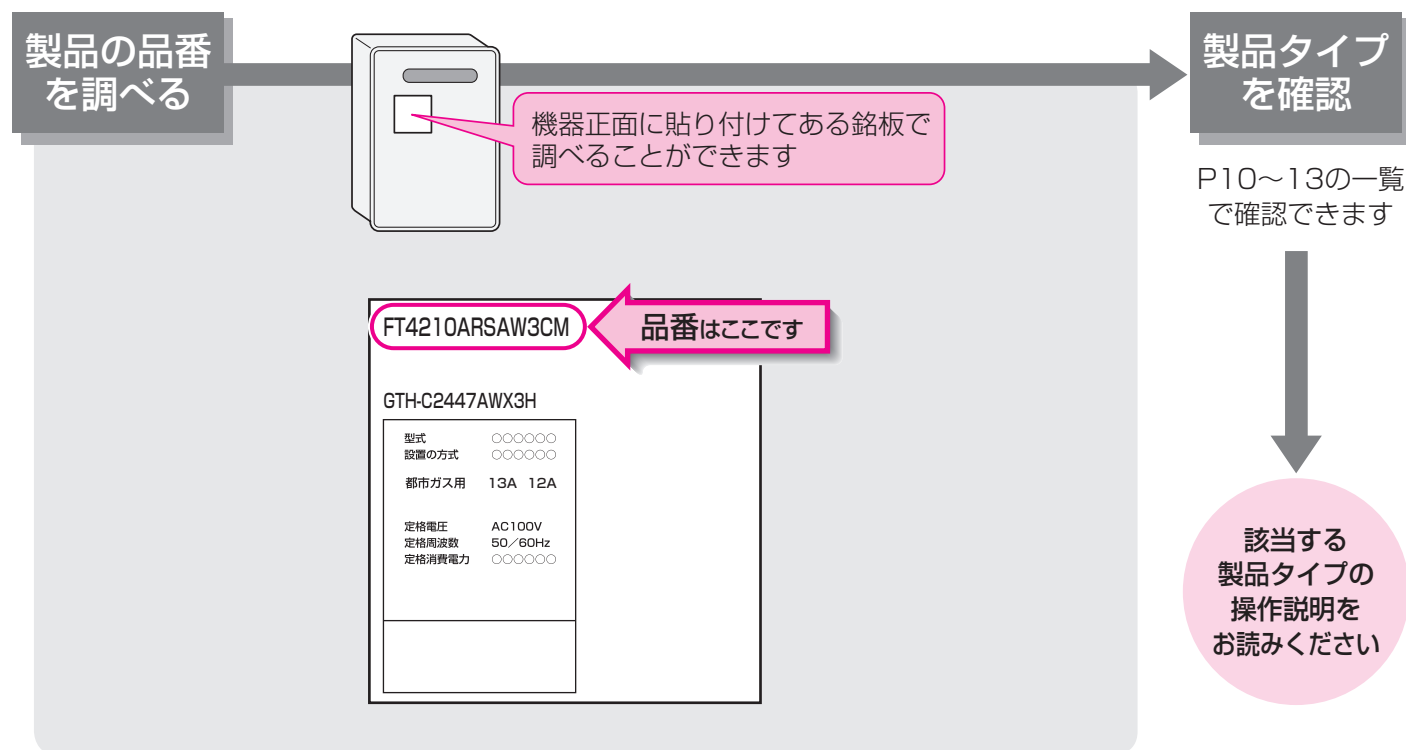 製品の品番
を調べる
機器正面に貼り付けてある銘板で
調べることができます
FT4210ARSAW3CM
品番はここです
GTH-C2447AWX3H
型式 ○○○○○○
設置の方式 ○○○○○○
都市ガス用 13A 12A
定格電圧 AC100V
定格周波数 50／60Hz
定格消費電力 ○○○○○○
製品タイプ
を確認
P10～13の一覧
で確認できます
該当する
製品タイプの
操作説明を
お読みください